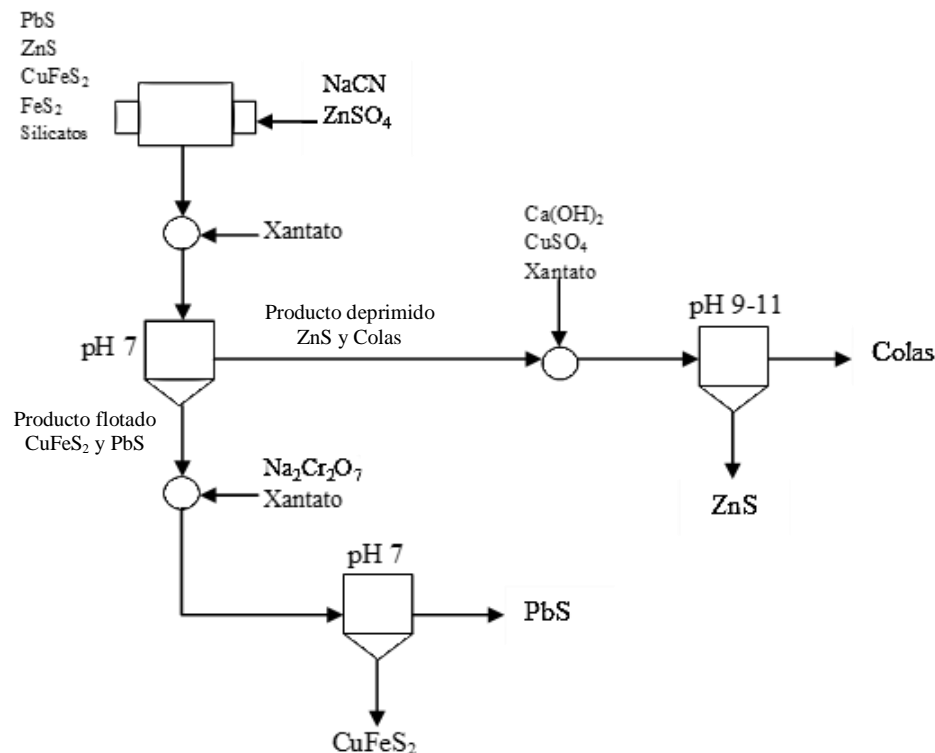 PbS
ZnS
CuFeS₂
FeS₂
Silicatos
NaCN
ZnSO₄
Xantato
Ca(OH)₂
CuSO₄
Xantato
pH 7
Producto deprimido
ZnS y Colas
pH 9-11
Colas
Producto flotado
CuFeS₂ y PbS
Na₂Cr₂O₇
Xantato
ZnS
pH 7
PbS
CuFeS₂